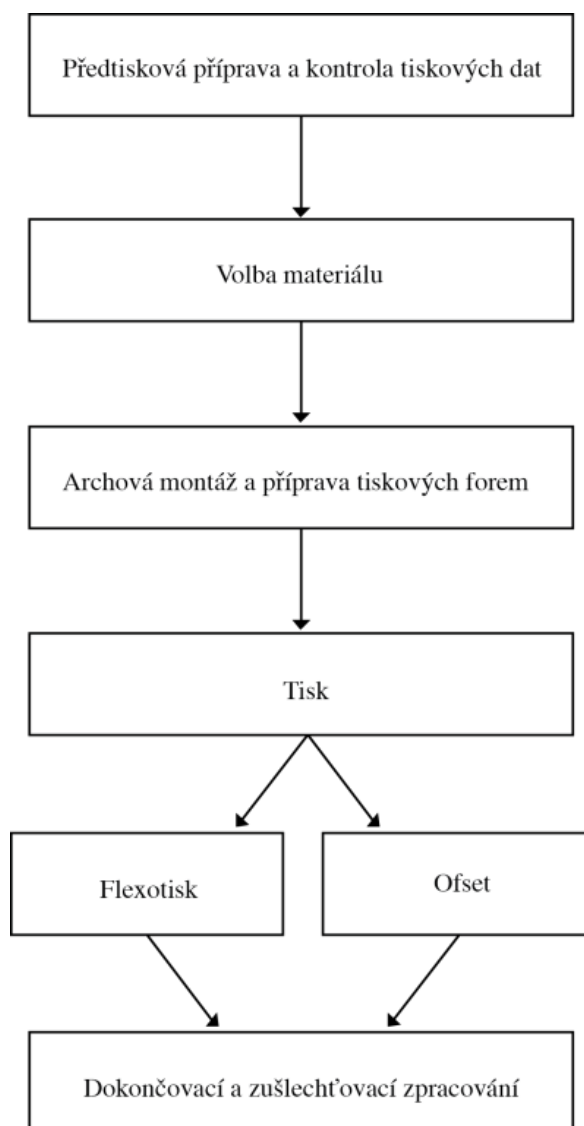 Předtisková příprava a kontrola tiskových dat
Volba materiálu
Archová montáž a příprava tiskových forem
Tisk
Flexotisk
Ofset
Dokončovací a zušlechťovací zpracování